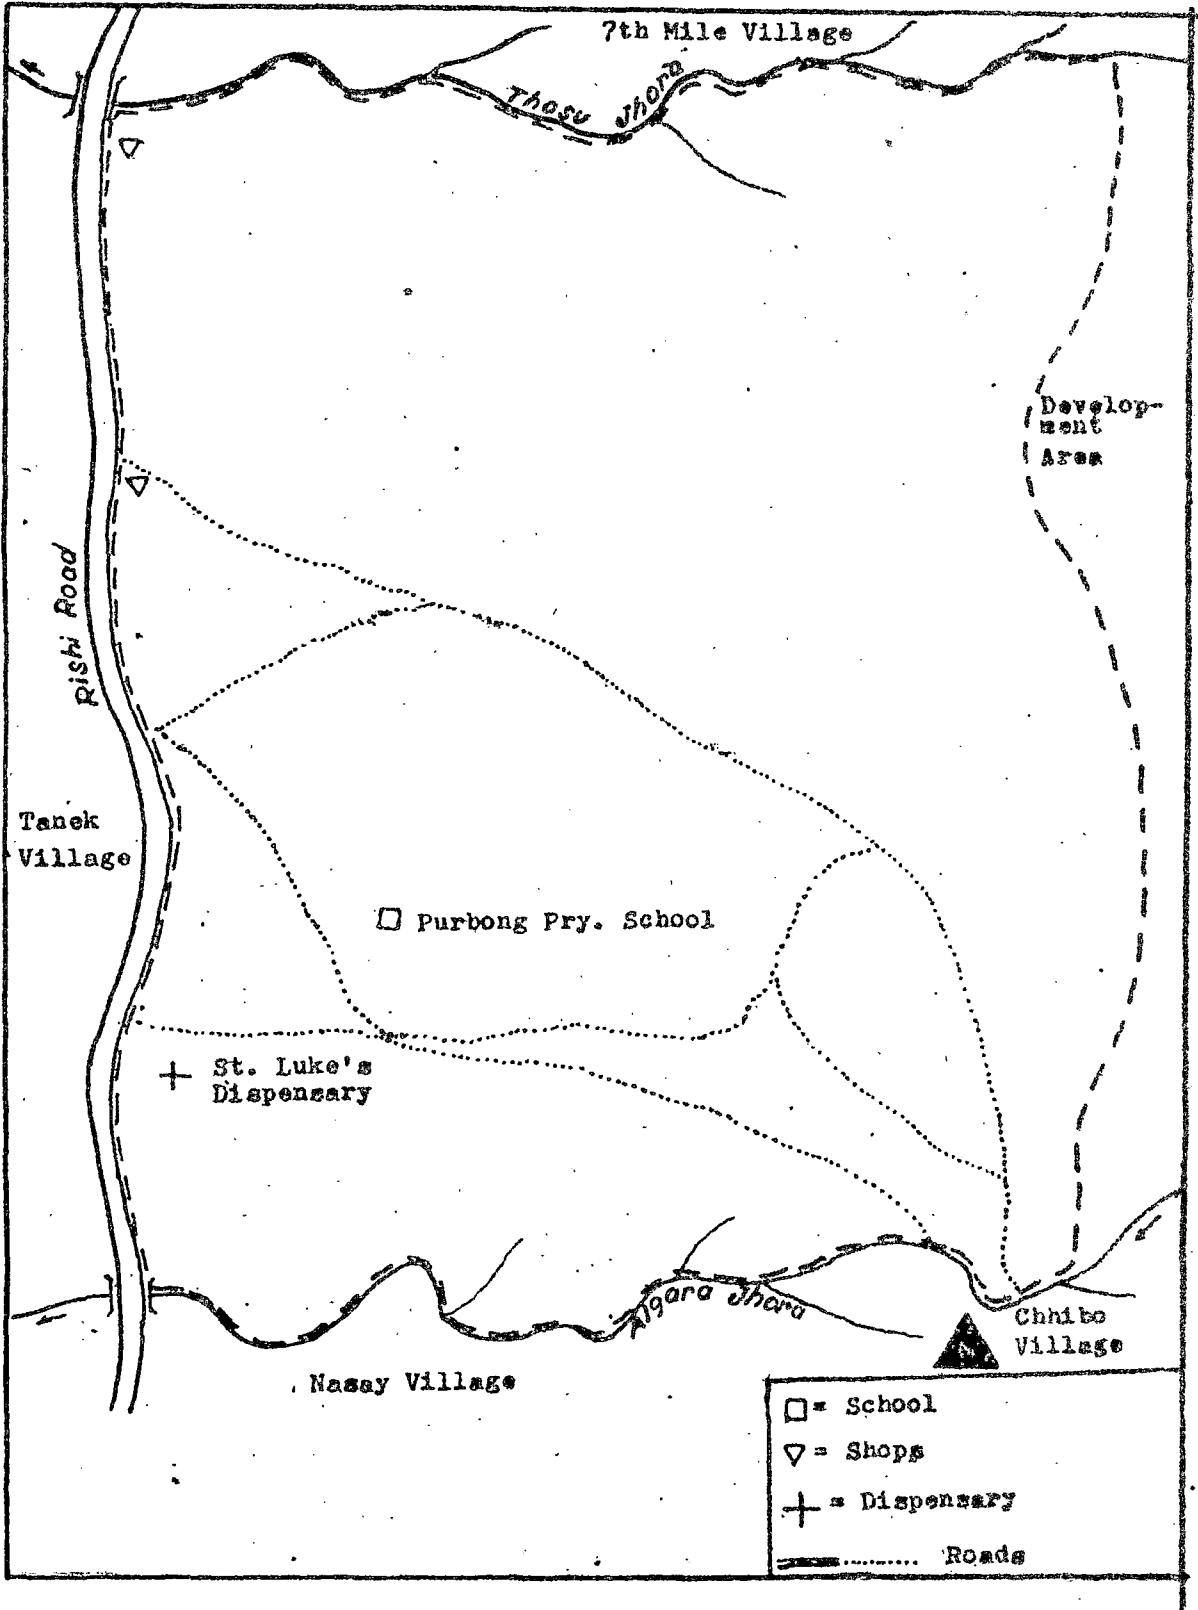 7th Mile Village
Thosu Jhora
Develop-
ment
Area
Rishi Road
Tanek
Village
Purbong Pry. School
St. Luke's
Dispensary
Algara Jhora
Chhibo
Village
N
Nasay Village
= School
= Shops
= Dispensary
Roads